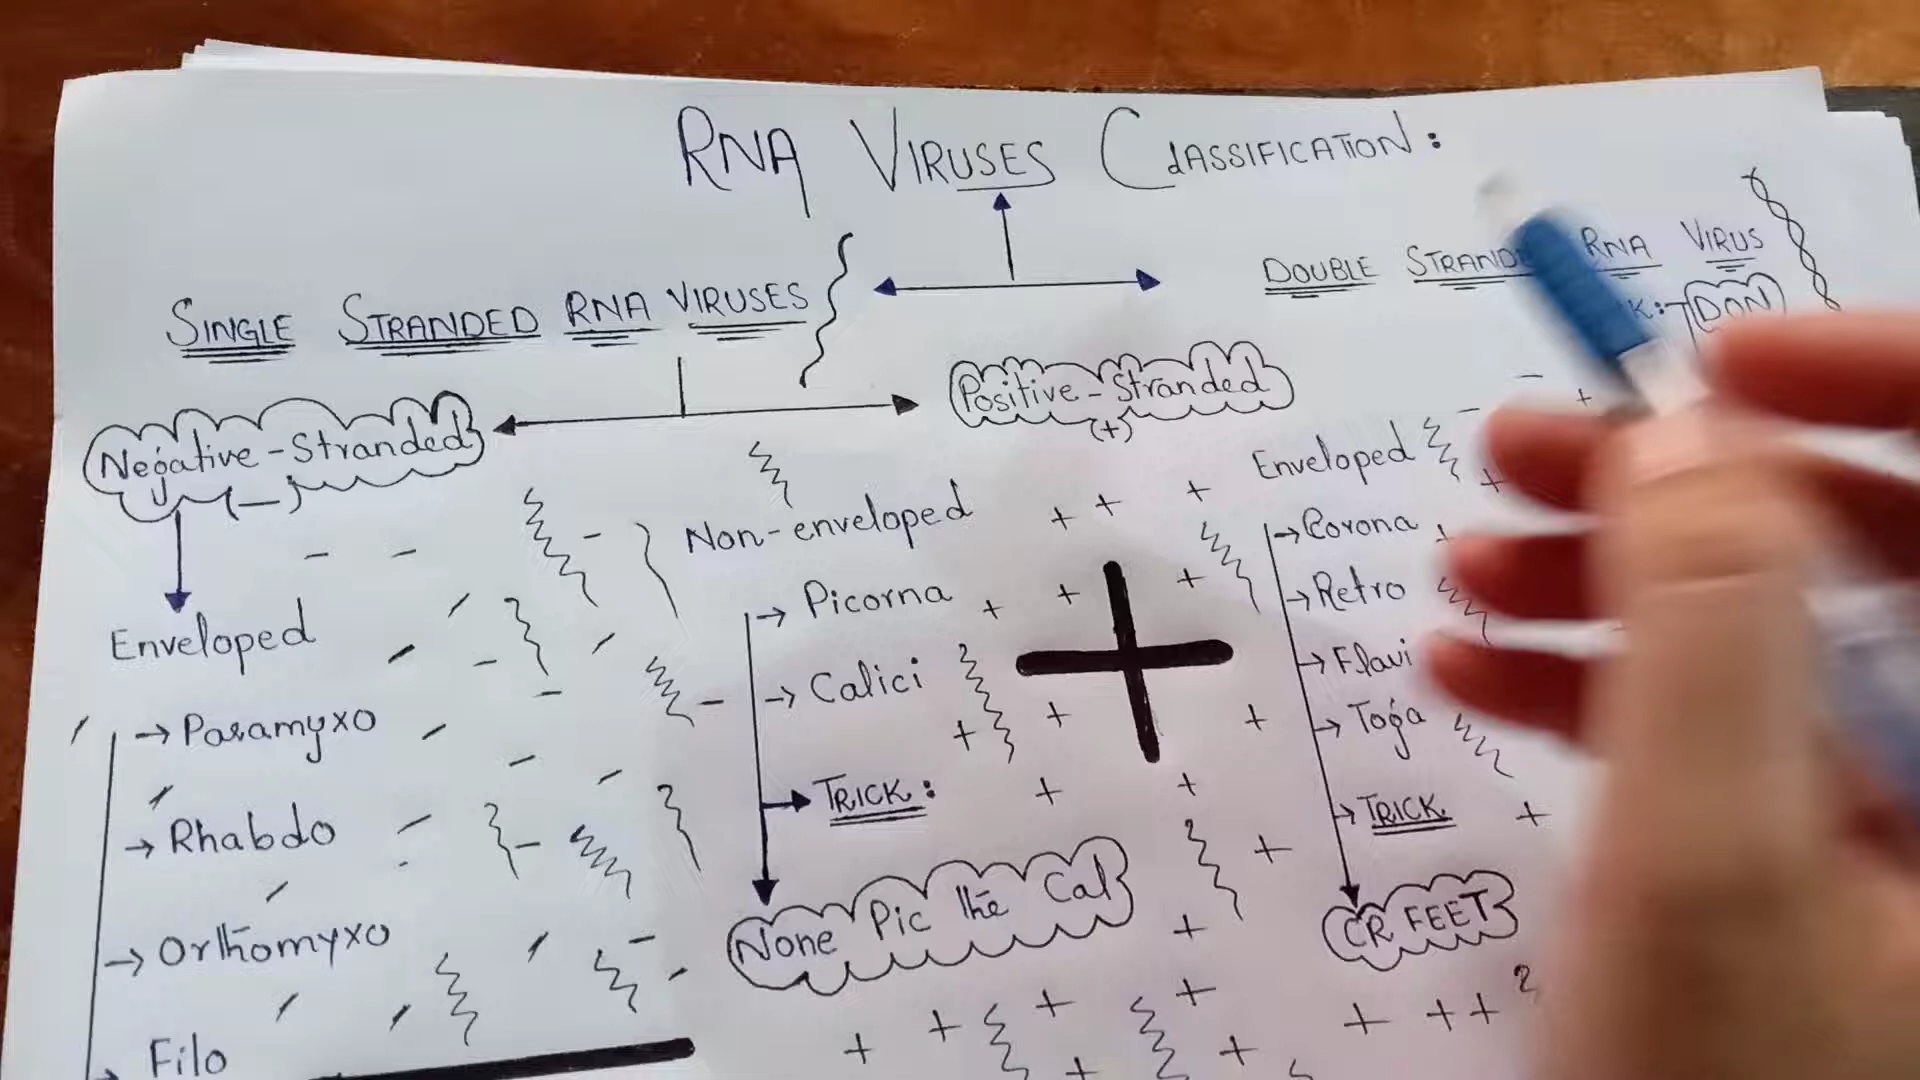 RNA VIRUSES CLASSIFICATION:
SINGLE STRANDED RNA VIRUSES
DOUBLE RNA VIRUS
DON
Negative-Stranded
(-)
Positive-Stranded
(+)
Enveloped
Paramyxo
Rhabdo
Orthomyxo
Filo
Non-enveloped
Picorna
Calici
TRICK:
None Pic the Cal
Enveloped
Corona
Retro
Flavi
Toga
TRICK
CR FEET